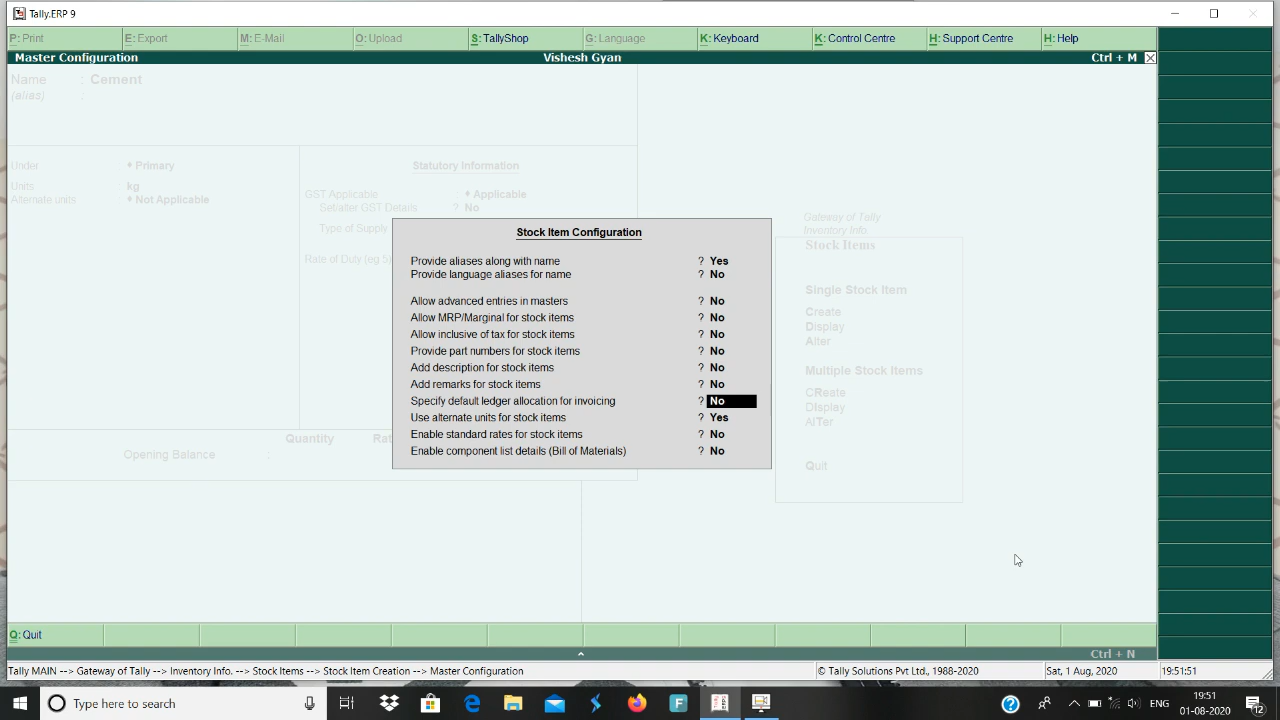 Tally.ERP 9
P: Print
E: Export
M: E-Mail
O: Upload
S: TallyShop
G: Language
K: Keyboard
K: Control Centre
H: Support Centre
H: Help
Master Configuration
Vishesh Gyan
Ctrl + M
Name : Cement
(alias) :
Under : ♦ Primary
Units : kg
Alternate units : ♦ Not Applicable
Statutory Information
GST Applicable : ♦ Applicable
Set/alter GST Details ? No
Type of Supply
Rate of Duty (eg 5)
Stock Item Configuration
Provide aliases along with name ? Yes
Provide language aliases for name ? No
Allow advanced entries in masters ? No
Allow MRP/Marginal for stock items ? No
Allow inclusive of tax for stock items ? No
Provide part numbers for stock items ? No
Add description for stock items ? No
Add remarks for stock items ? No
Specify default ledger allocation for invoicing ? No
Use alternate units for stock items ? Yes
Enable standard rates for stock items ? No
Enable component list details (Bill of Materials) ? No
Gateway of Tally
Inventory Info.
Stock Items
Single Stock Item
Create
Display
Alter
Multiple Stock Items
CReate
DIsplay
AlTer
Quit
Quantity
Opening Balance :
Q: Quit
Ctrl + N
Tally MAIN --> Gateway of Tally --> Inventory Info. --> Stock Items --> Stock Item Creation --> Master Configuration
© Tally Solutions Pvt Ltd., 1988-2020
Sat, 1 Aug, 2020
19:51:51
Type here to search
ENG
19:51
01-08-2020